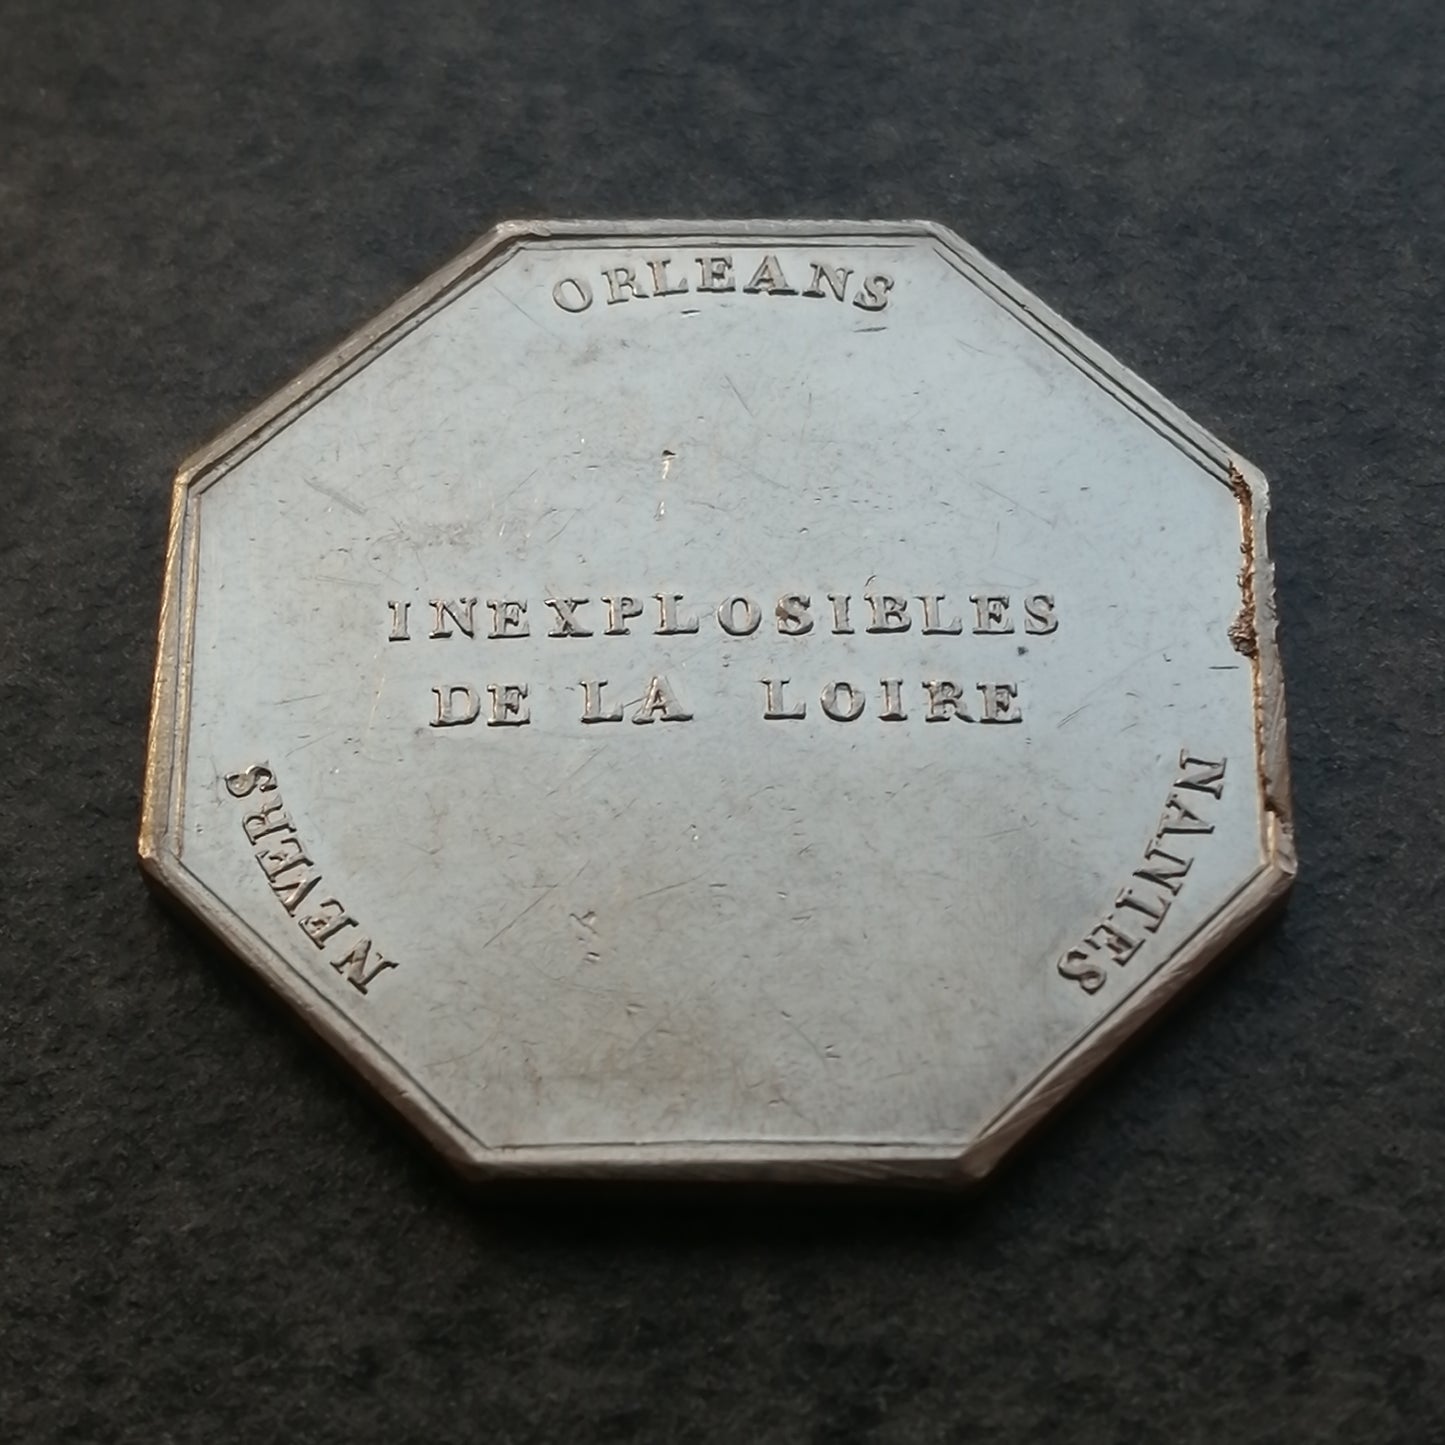 ORLEANS
INEXPLOSIBLES
DE LA LOIRE
NEVERS
NANTES